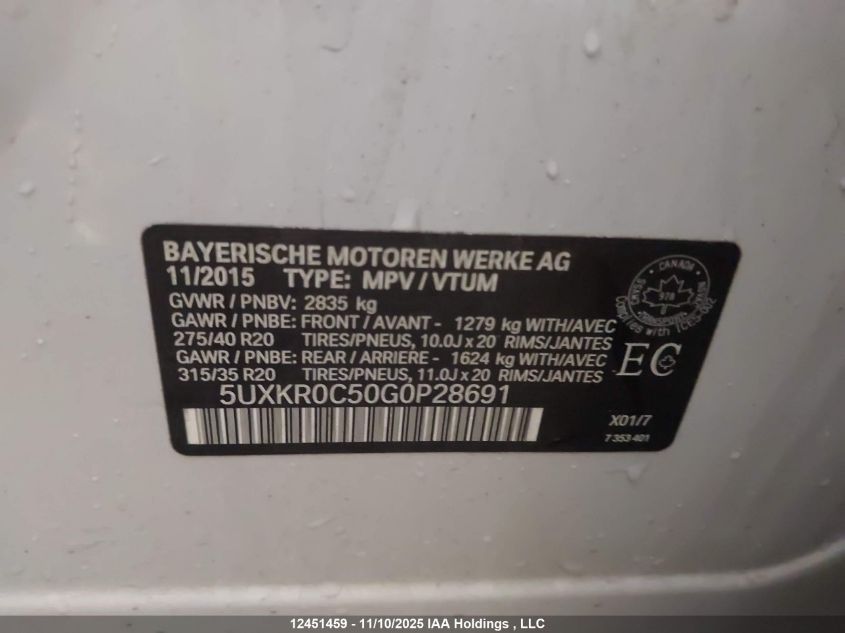 BAYERISCHE MOTOREN WERKE AG
11/2015 TYPE: MPV / VTUM
GVWR / PNBV: 2835 kg
GAWR / PNBE: FRONT / AVANT - 1279 kg WITH/AVEC
275/40 R20 TIRES/PNEUS, 10.0J x 20 RIMS/JANTES
GAWR / PNBE: REAR / ARRIERE - 1624 kg WITH/AVEC
315/35 R20 TIRES/PNEUS, 11.0J x 20 RIMS/JANTES
5UXKR0C50G0P28691
CANADA
978
TRANSPORT
EC
X01/7
7 353 401
12451459 - 11/10/2025 IAA Holdings , LLC